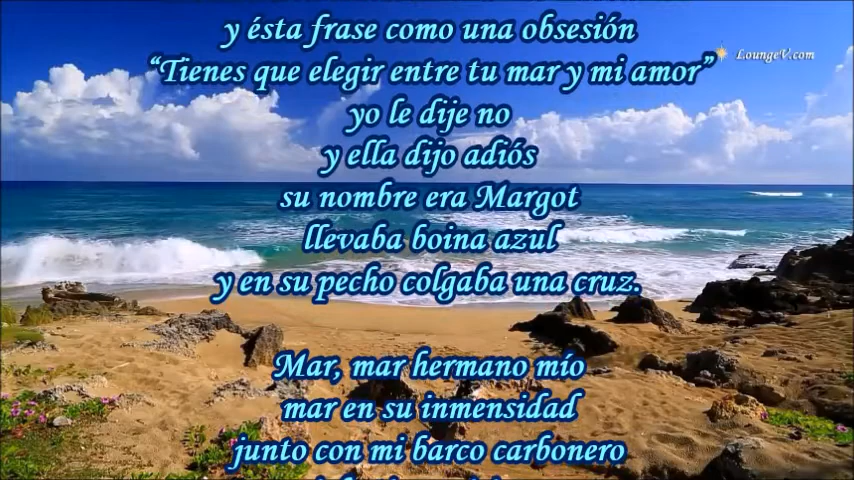 y ésta frase como una obsesión
“Tienes que elegir entre tu mar y mi amor”
LoungeV.com
yo le dije no
y ella dijo adiós
su nombre era Margot
llevaba boina azul
y en su pecho colgaba una cruz.
Mar, mar hermano mío
mar en su inmensidad
junto con mi barco carbonero